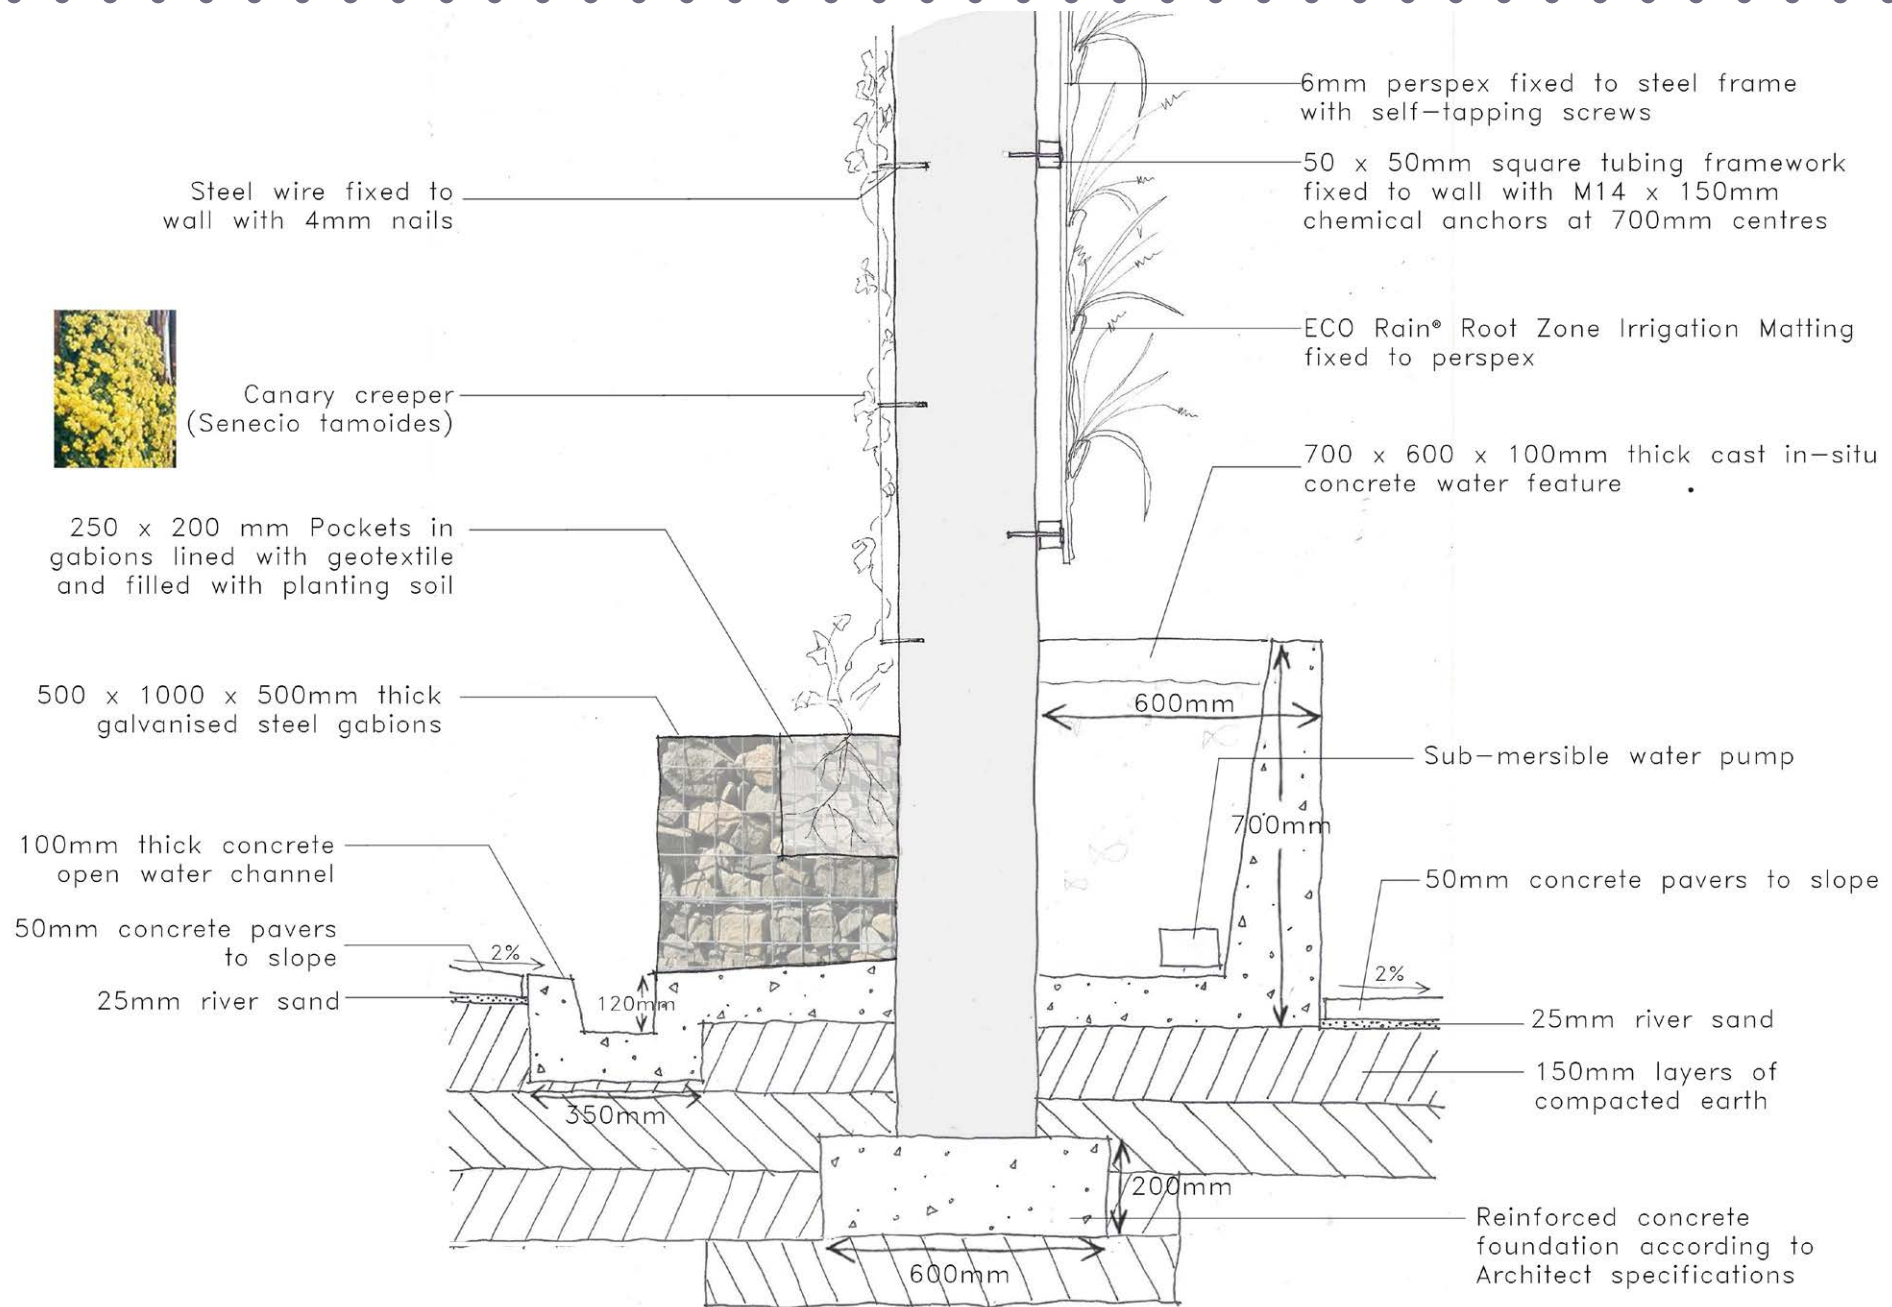 Steel wire fixed to
wall with 4mm nails
Canary creeper
(Senecio tamoides)
250 x 200 mm Pockets in
gabions lined with geotextile
and filled with planting soil
500 x 1000 x 500mm thick
galvanised steel gabions
100mm thick concrete
open water channel
50mm concrete pavers
to slope
25mm river sand
2%
120mm
350mm
6mm perspex fixed to steel frame
with self-tapping screws
50 x 50mm square tubing framework
fixed to wall with M14 x 150mm
chemical anchors at 700mm centres
ECO Rain® Root Zone Irrigation Matting
fixed to perspex
700 x 600 x 100mm thick cast in-situ
concrete water feature
600mm
Sub-mersible water pump
700mm
50mm concrete pavers to slope
2%
25mm river sand
150mm layers of
compacted earth
200mm
600mm
Reinforced concrete
foundation according to
Architect specifications